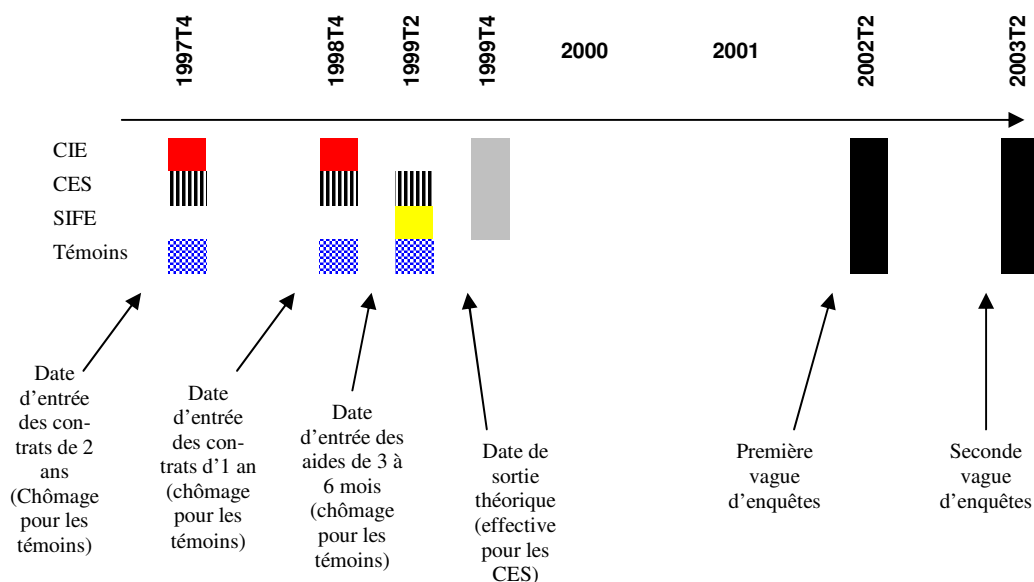 1997T4
1998T4
1999T2
1999T4
2000
2001
2002T2
2003T2
CIE
CES
SIFE
Témoins
Date
d'entrée
des con-
trats de 2
ans
(Chômage
pour les
témoins)
Date
d'entrée
des con-
trats d'1 an
(chômage
pour les
témoins)
Date
d'entrée des
aides de 3 à
6 mois
(chômage
pour les
témoins)
Date de
sortie
théorique
(effective
pour les
CES)
Première
vague
d'enquêtes
Seconde
vague
d'enquêtes